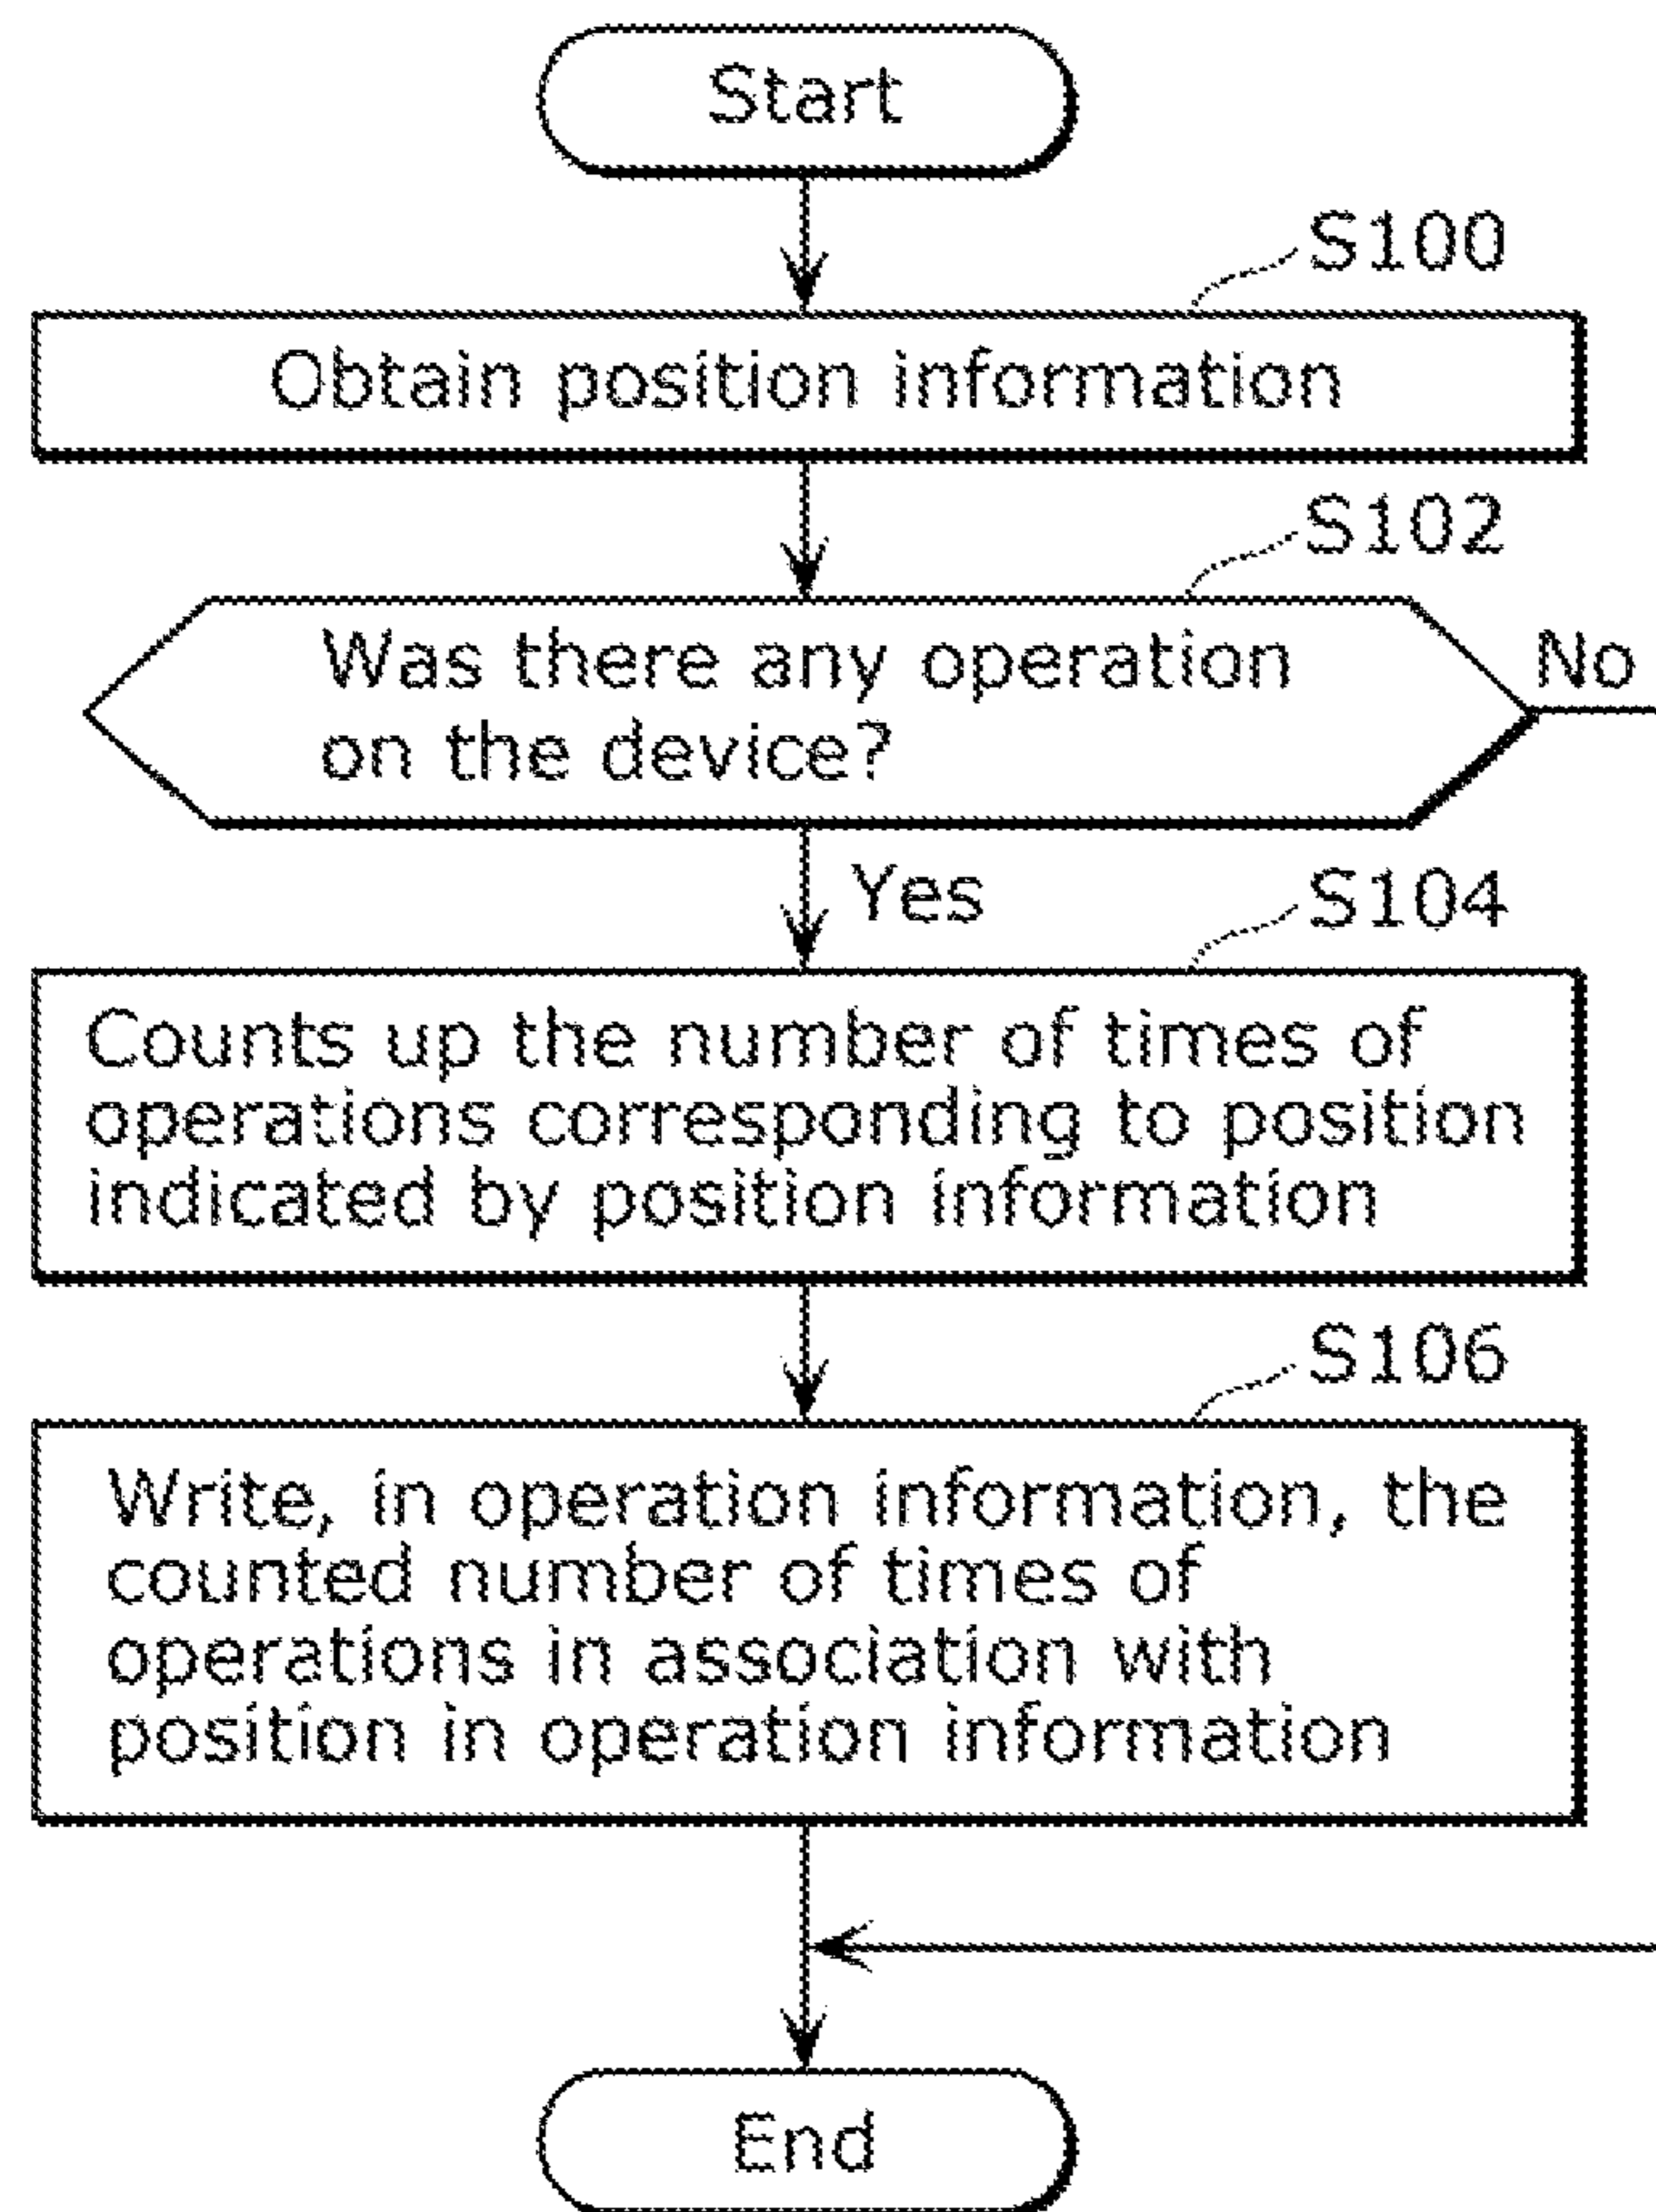 Start
S100
Obtain position information
S102
Was there any operation
on the device?
No
Yes
S104
Counts up the number of times of
operations corresponding to position
indicated by position information
S106
Write, in operation information, the
counted number of times of
operations in association with
position in operation information
End